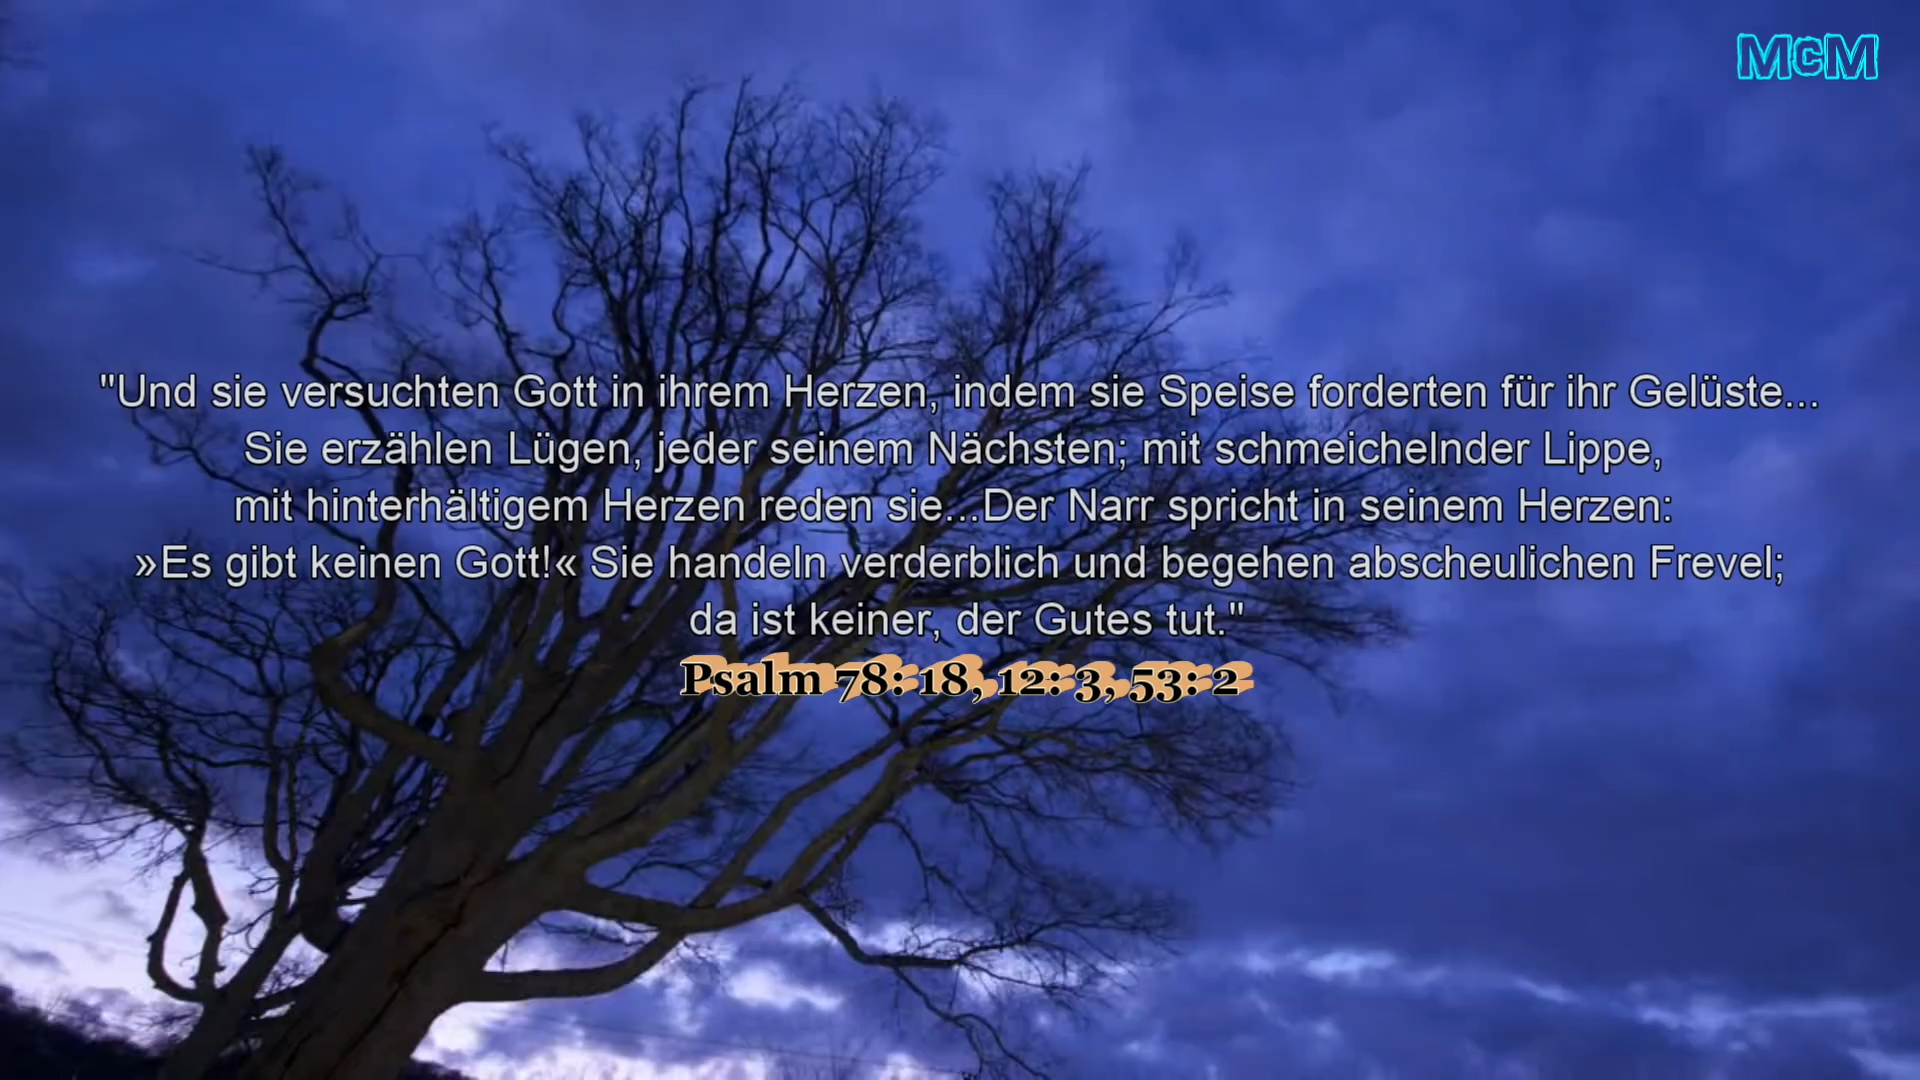 McM
"Und sie versuchten Gott in ihrem Herzen, indem sie Speise forderten für ihr Gelüste...
Sie erzählen Lügen, jeder seinem Nächsten; mit schmeichelnder Lippe,
mit hinterhältigem Herzen reden sie...Der Narr spricht in seinem Herzen:
»Es gibt keinen Gott!« Sie handeln verderblich und begehen abscheulichen Frevel;
da ist keiner, der Gutes tut."
Psalm 78: 18, 12: 3, 53: 2